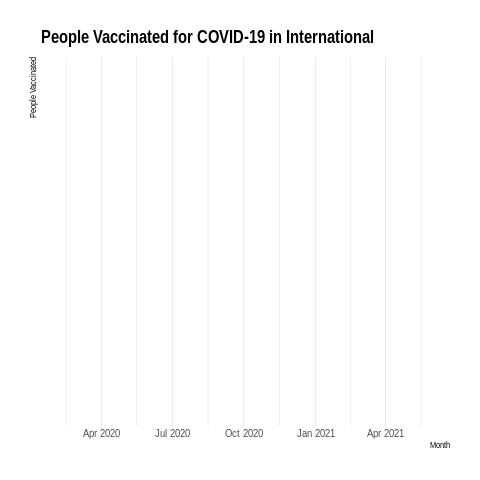 People Vaccinated for COVID-19 in International
People Vaccinated
Apr 2020
Jul 2020
Oct 2020
Jan 2021
Apr 2021
Month